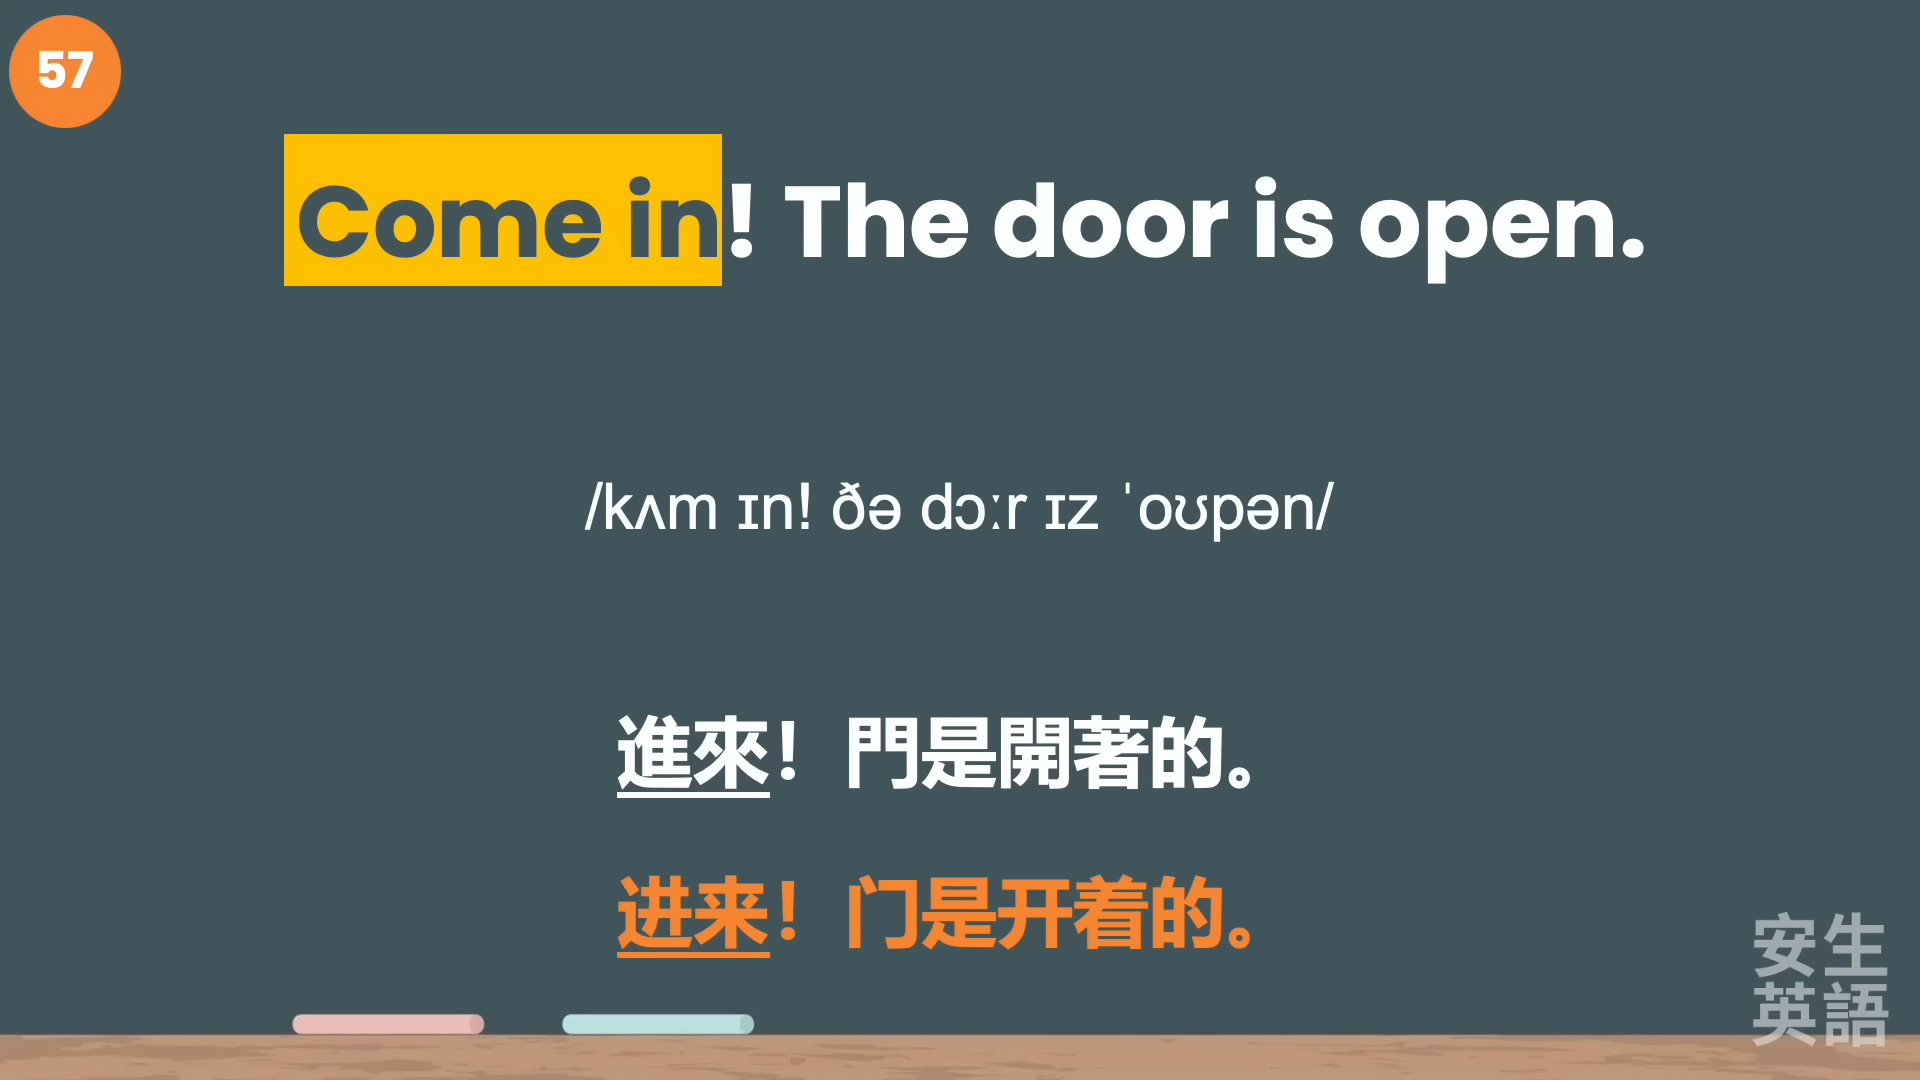 57
Come in! The door is open.
/kʌm ɪn! ðə dɔːr ɪz ˈoʊpən/
進來！門是開著的。
进来！门是开着的。
安生
英語